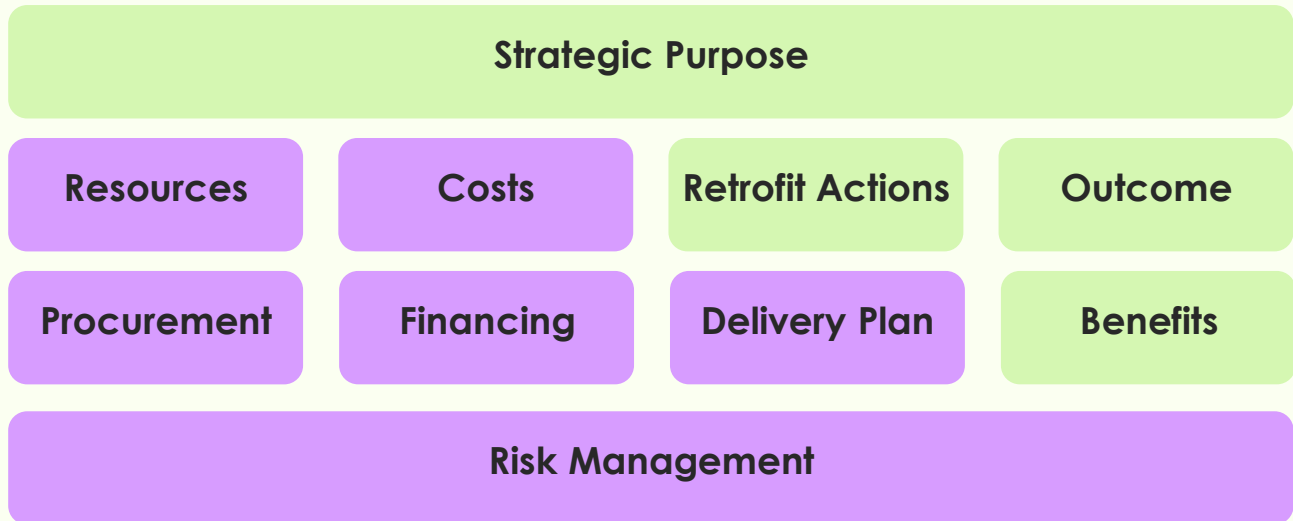 Strategic Purpose
Resources
Costs
Retrofit Actions
Outcome
Procurement
Financing
Delivery Plan
Benefits
Risk Management